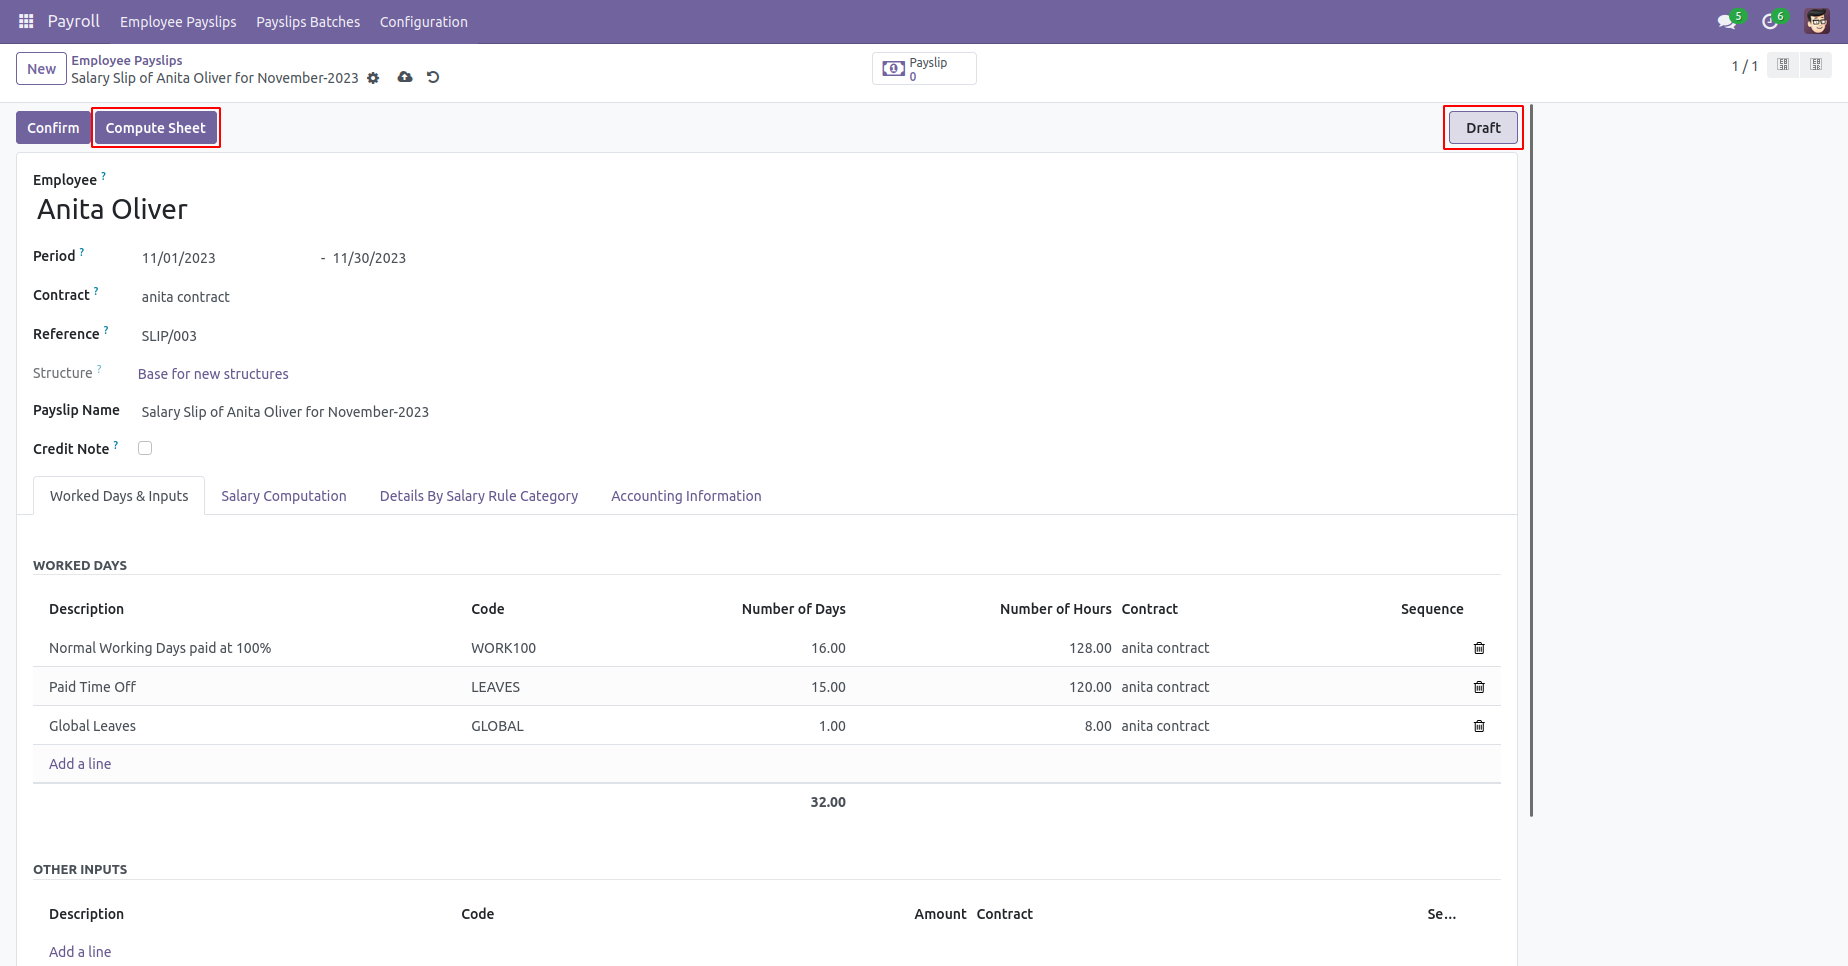 Payroll Employee Payslips Payslips Batches Configuration 5 6
New Employee Payslips
Salary Slip of Anita Oliver for November-2023
Payslip
0
1 / 1
Confirm Compute Sheet Draft
Employee ?
Anita Oliver
Period ? 11/01/2023 - 11/30/2023
Contract ? anita contract
Reference ? SLIP/003
Structure ? Base for new structures
Payslip Name Salary Slip of Anita Oliver for November-2023
Credit Note ?
Worked Days & Inputs Salary Computation Details By Salary Rule Category Accounting Information
WORKED DAYS
Description Code Number of Days Number of Hours Contract Sequence
Normal Working Days paid at 100% WORK100 16.00 128.00 anita contract
Paid Time Off LEAVES 15.00 120.00 anita contract
Global Leaves GLOBAL 1.00 8.00 anita contract
Add a line
32.00
OTHER INPUTS
Description Code Amount Contract Se...
Add a line